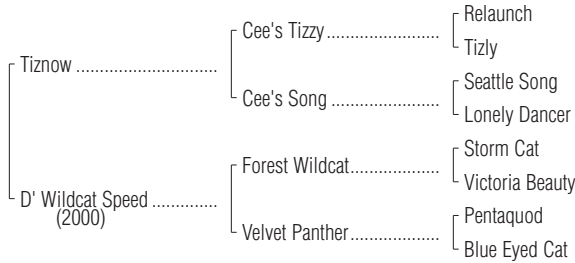 Relaunch
Cee's Tizzy........................
Tizly
Tiznow ..............................
Seattle Song
Cee's Song .......................
Lonely Dancer
Storm Cat
Forest Wildcat...................
Victoria Beauty
D' Wildcat Speed ..............
(2000)
Pentaquod
Velvet Panther...................
Blue Eyed Cat